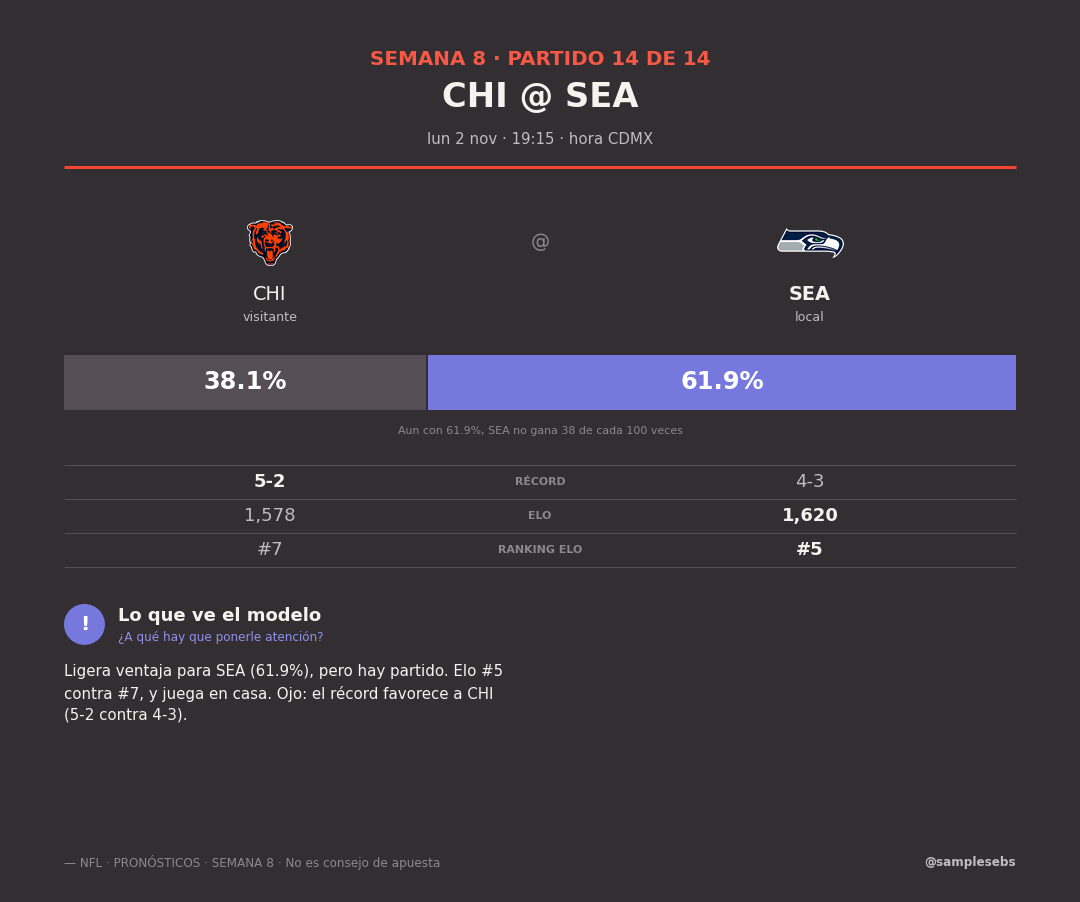 SEMANA 8 · PARTIDO 14 DE 14
CHI @ SEA
lun 2 nov · 19:15 · hora CDMX
@
CHI
visitante
SEA
local
38.1%
61.9%
Aun con 61.9%, SEA no gana 38 de cada 100 veces
5-2 RÉCORD 4-3
1,578 ELO 1,620
#7 RANKING ELO #5
!
Lo que ve el modelo
¿A qué hay que ponerle atención?
Ligera ventaja para SEA (61.9%), pero hay partido. Elo #5
contra #7, y juega en casa. Ojo: el récord favorece a CHI
(5-2 contra 4-3).
— NFL · PRONÓSTICOS · SEMANA 8 · No es consejo de apuesta
@samplesebs